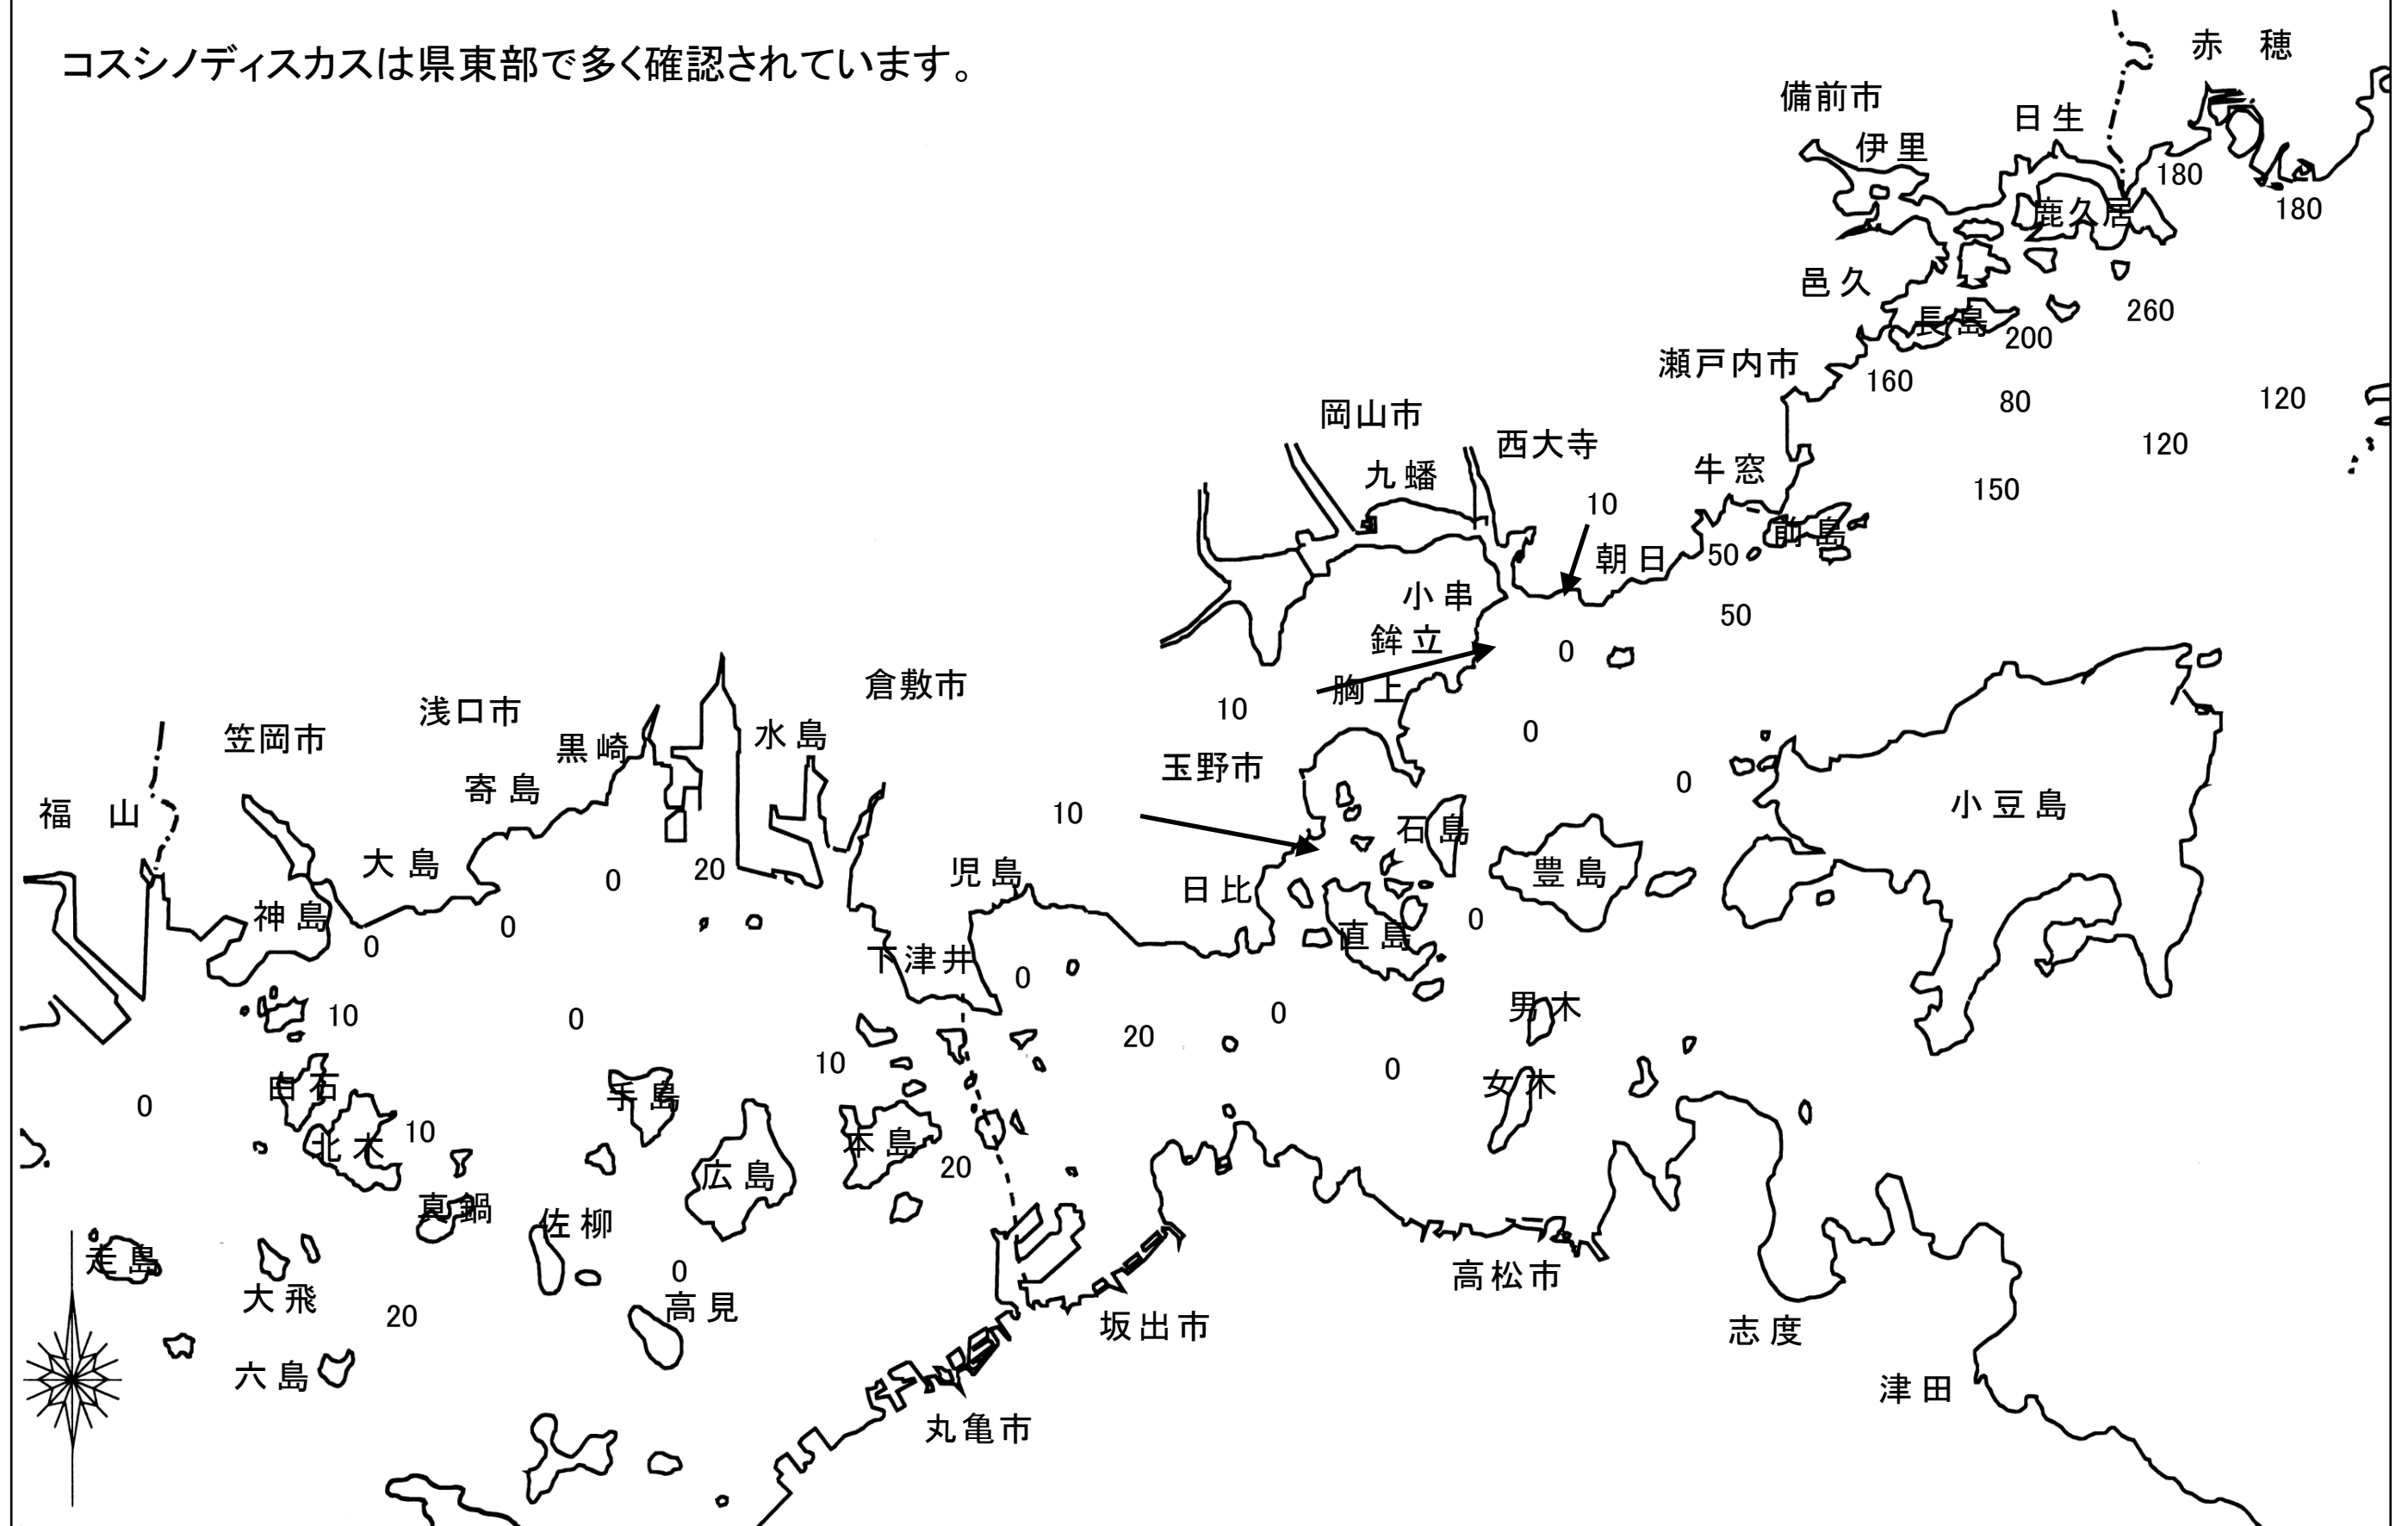 コスシノディスカスは県東部で多く確認されています。
赤 穂
備前市
日生
伊里
180
180
鹿久居
邑久
260
長島
200
瀬戸内市
160
120
80
岡山市
120
西大寺
牛窓
九蟠
150
10
前島
50
朝日
小串
50
鉾立
0
倉敷市
胸上
10
浅口市
0
笠岡市
水島
黒崎
玉野市
0
寄島
小豆島
福 山
10
石島
大島
20
児島
豊島
0
日比
神島
0
0
直島
0
下津井
0
男木
10
0
0
20
10
0
女木
白石
手島
0
10
北木
本島
20
広島
真鍋
佐柳
走島
0
高松市
大飛
高見
20
坂出市
志度
六島
津田
丸亀市